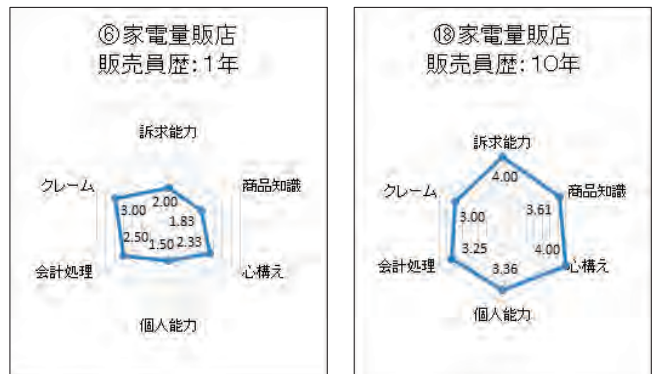 ⑥家電量販店
販売員歴:1年
訴求能力
クレーム
商品知識
3.00
2.00
1.83
2.50
1.50
2.33
会計処理
心構え
個人能力
⑱家電量販店
販売員歴:10年
訴求能力
4.00
クレーム
商品知識
3.00
3.61
3.25
4.00
会計処理
心構え
3.36
個人能力